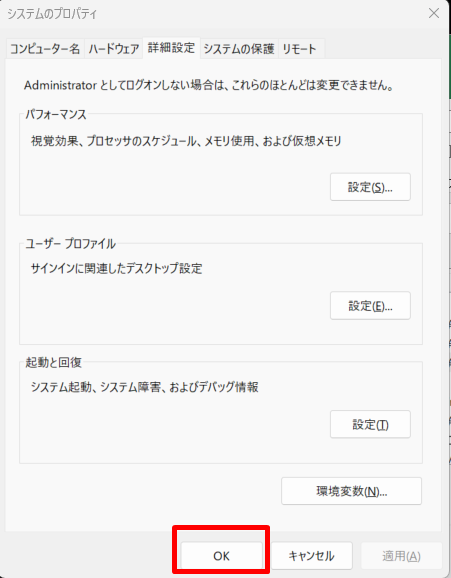 システムのプロパティ
コンピューター名 ハードウェア 詳細設定 システムの保護 リモート
Administrator としてログオンしない場合は、これらのほとんどは変更できません。
パフォーマンス
視覚効果、プロセッサのスケジュール、メモリ使用、および仮想メモリ
設定(S)...
ユーザー プロファイル
サインインに関連したデスクトップ設定
設定(E)...
起動と回復
システム起動、システム障害、およびデバッグ情報
設定(T)
環境変数(N)...
OK キャンセル 適用(A)